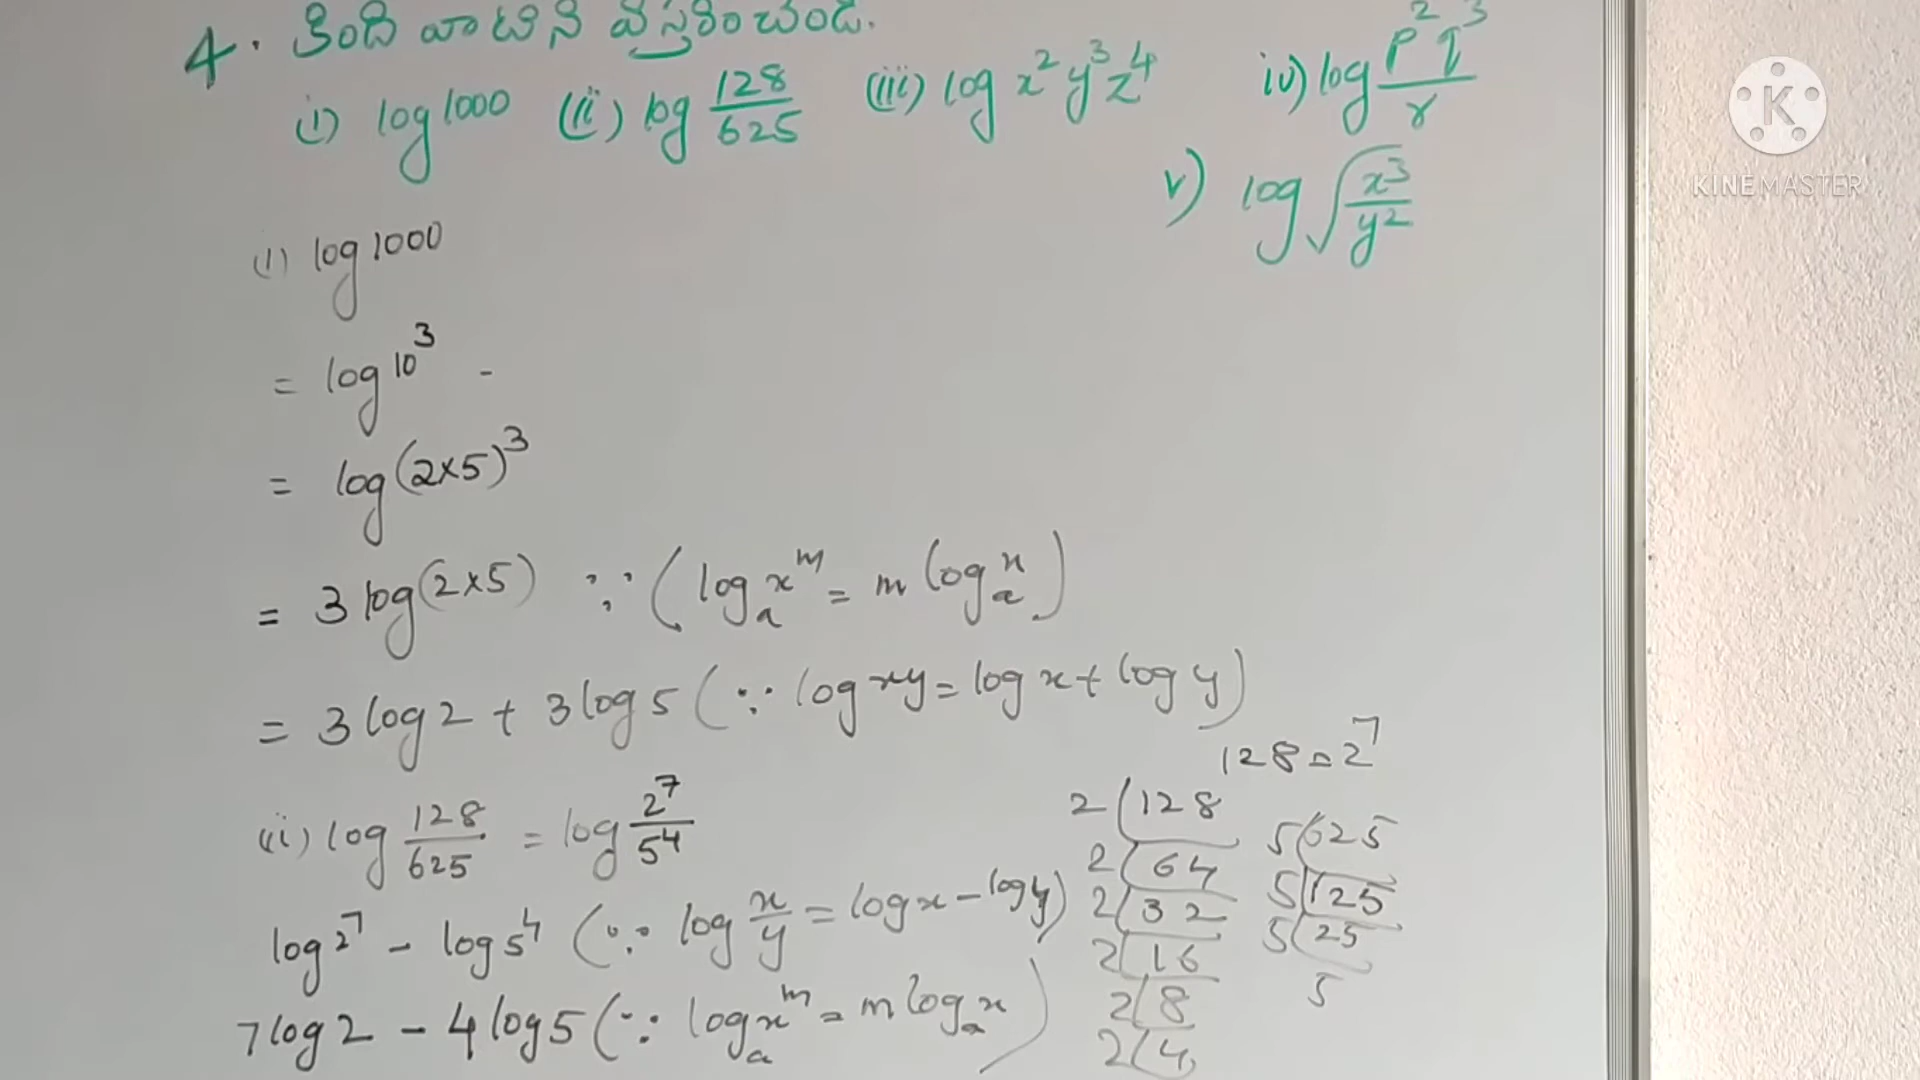 4. కింది వాటిని విస్తరించండి.
(i) log 1000 (ii) log 128/625 (iii) log x²y³z⁴ iv) log p²q³/r
v) log √(x³/y²)
(i) log 1000
= log 10³ -
= log (2×5)³
= 3 log (2×5) ∵ (logₐ xᵐ = m logₐ x)
= 3 log 2 + 3 log 5 (∵ log xy = log x + log y)
128 = 2⁷
(ii) log 128/625 = log 2⁷/5⁴
log 2⁷ - log 5⁴ (∵ log x/y = log x - log y)
7 log 2 - 4 log 5 (∵ logₐ xᵐ = m logₐ x)
2 128
2 64
2 32
2 16
2 8
2 4
5 625
5 125
5 25
5
K
KINEMASTER